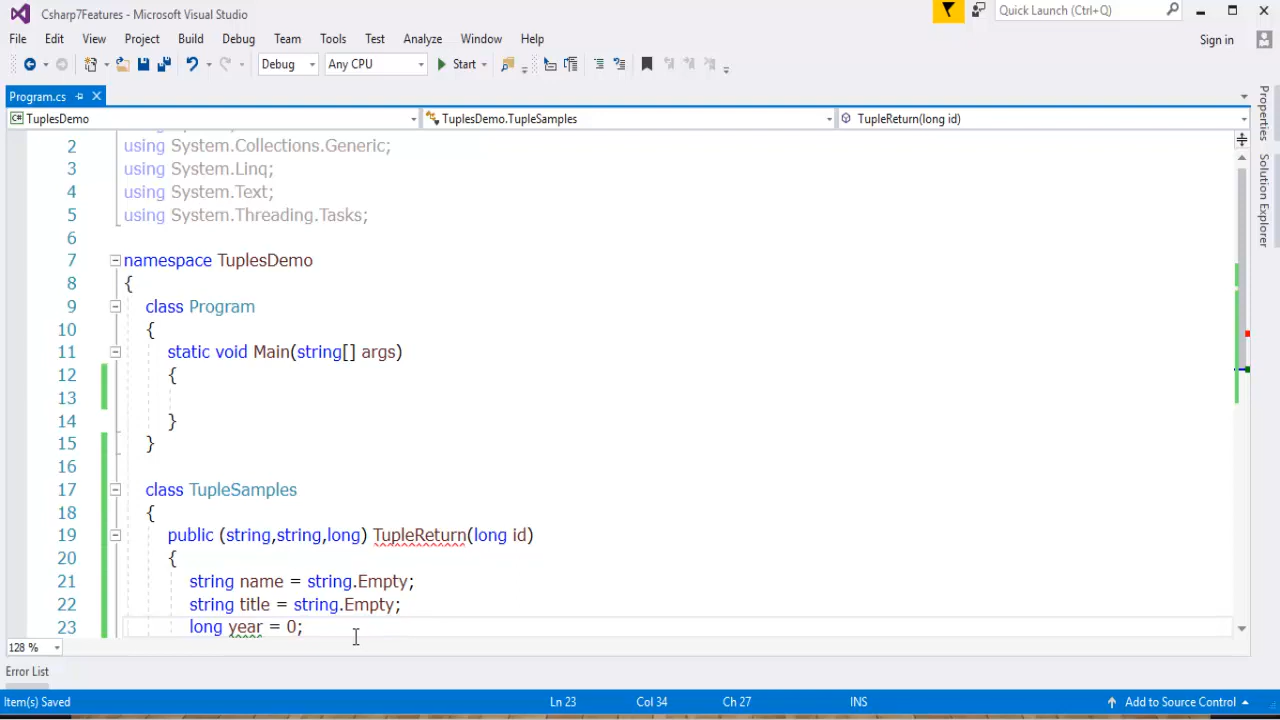 Csharp7Features - Microsoft Visual Studio
Quick Launch (Ctrl+Q)
File Edit View Project Build Debug Team Tools Test Analyze Window Help
Sign in
Debug Any CPU Start
Program.cs
TuplesDemo TuplesDemo.TupleSamples TupleReturn(long id)
2 using System.Collections.Generic;
3 using System.Linq;
4 using System.Text;
5 using System.Threading.Tasks;
6
7 namespace TuplesDemo
8 {
9 class Program
10 {
11 static void Main(string[] args)
12 {
13
14 }
15 }
16
17 class TupleSamples
18 {
19 public (string,string,long) TupleReturn(long id)
20 {
21 string name = string.Empty;
22 string title = string.Empty;
23 long year = 0;
128 %
Error List
Item(s) Saved Ln 23 Col 34 Ch 27 INS Add to Source Control
Properties
Solution Explorer